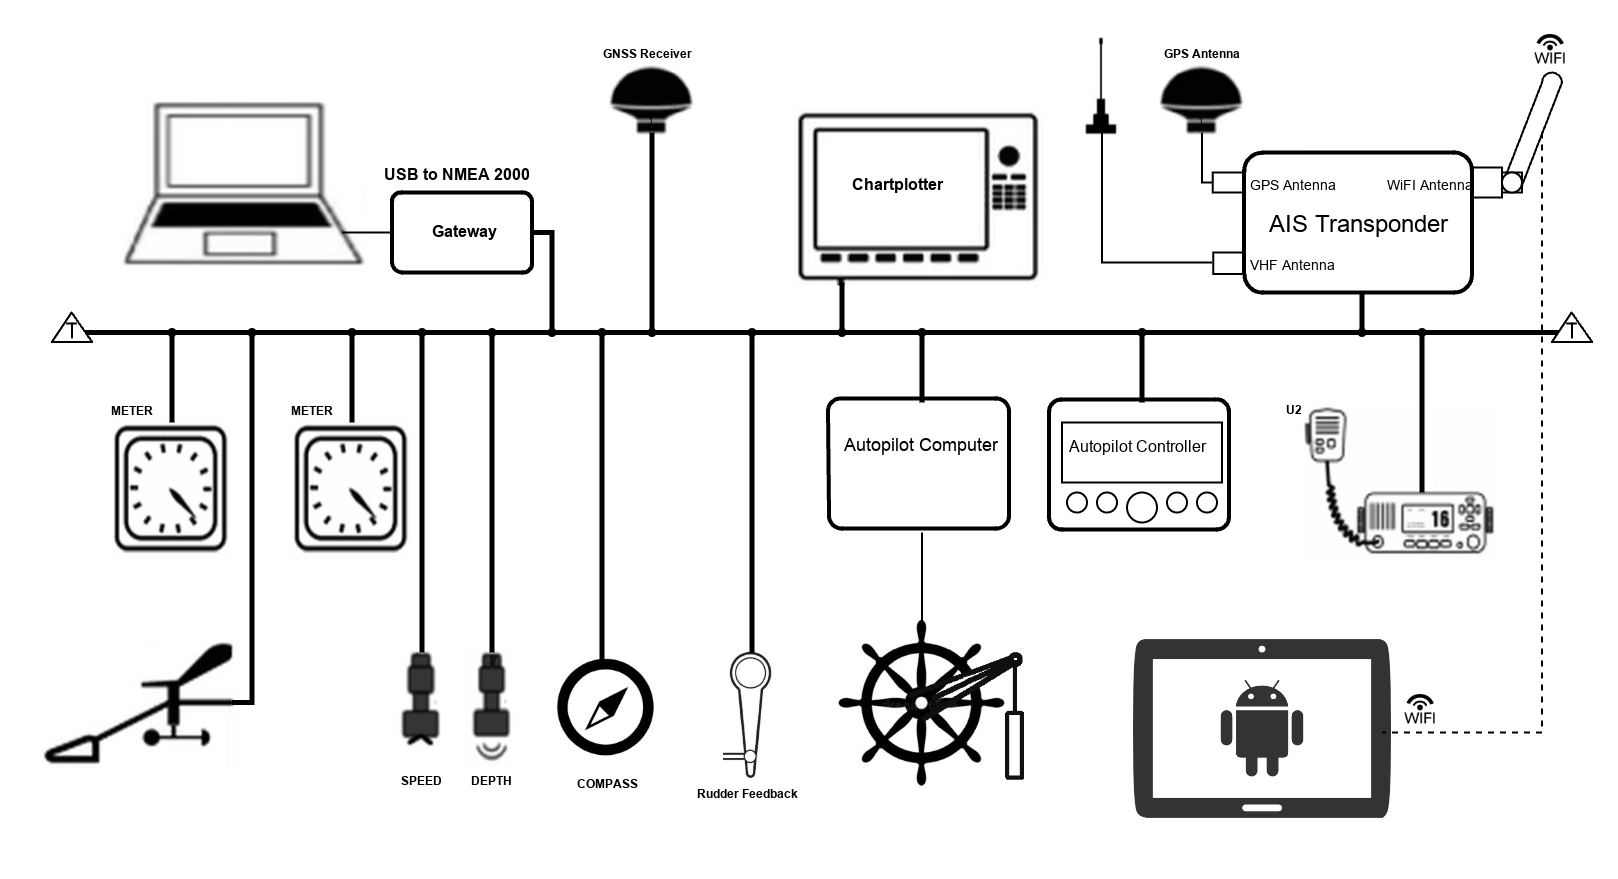 GNSS Receiver
GPS Antenna
WIFI
USB to NMEA 2000
Gateway
Chartplotter
GPS Antenna
WiFI Antenna
AIS Transponder
VHF Antenna
T
T
METER
METER
Autopilot Computer
Autopilot Controller
U2
16
WIFI
SPEED
DEPTH
COMPASS
Rudder Feedback